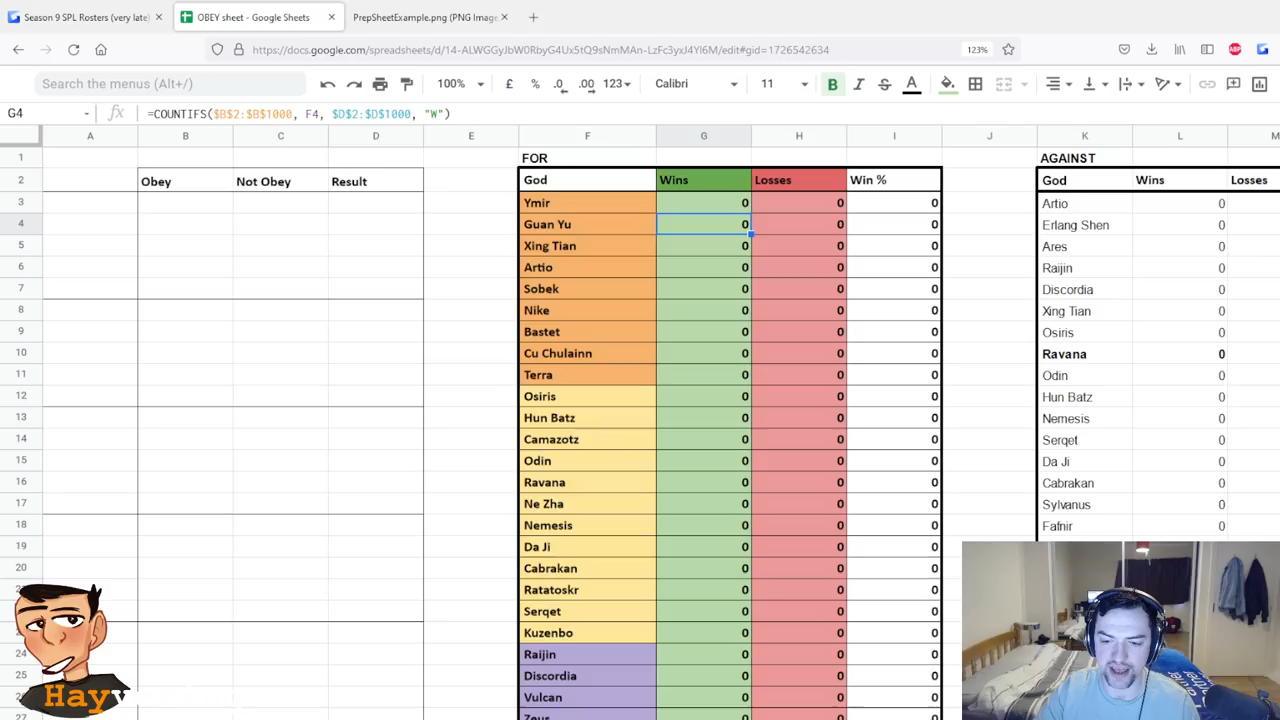 Season 9 SPL Rosters (very late)
OBEY sheet - Google Sheets
PrepSheetExample.png (PNG Imag
https://docs.google.com/spreadsheets/d/14-ALWGGyJbW0RbyG4Ux5tQ9sNmMAn-LzFc3yxJ4Yl6M/edit#gid=1726542634
123%
Search the menus (Alt+/)
100%
£ % .0 .00 123
Calibri
11
B I S A
G4
fx
=COUNTIFS($B$2:$B$1000, F4, $D$2:$D$1000, "W")
A B C D E F G H I J K L M
1 FOR AGAINST
2 Obey Not Obey Result God Wins Losses Win % God Wins Losses
3 Ymir 0 0 0 Artio 0
4 Guan Yu 0 0 0 Erlang Shen 0
5 Xing Tian 0 0 0 Ares 0
6 Artio 0 0 0 Raijin 0
7 Sobek 0 0 0 Discordia 0
8 Nike 0 0 0 Xing Tian 0
9 Bastet 0 0 0 Osiris 0
10 Cu Chulainn 0 0 0 Ravana 0
11 Terra 0 0 0 Odin 0
12 Osiris 0 0 0 Hun Batz 0
13 Hun Batz 0 0 0 Nemesis 0
14 Camazotz 0 0 0 Serqet 0
15 Odin 0 0 0 Da Ji 0
16 Ravana 0 0 0 Cabrakan 0
17 Ne Zha 0 0 0 Sylvanus 0
18 Nemesis 0 0 0 Fafnir 0
19 Da Ji 0 0 0
20 Cabrakan 0 0 0
Ratatoskr 0 0 0
Serqet 0 0 0
Kuzenbo 0 0 0
24 Raijin 0 0 0
25 Discordia 0 0 0
Vulcan 0 0 0
Zeus 0 0 0
Hay